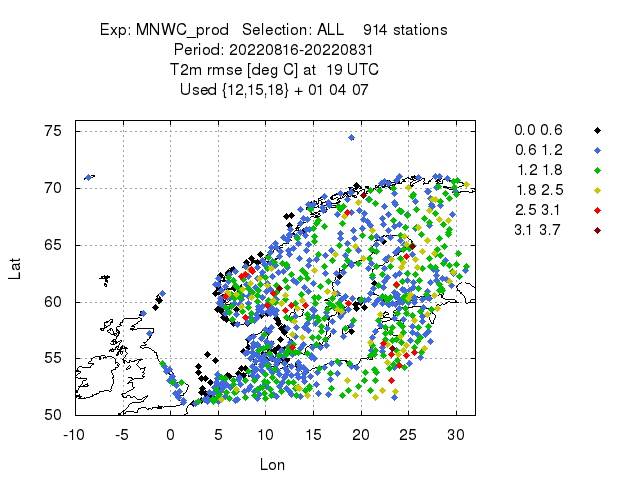 Exp: MNWC_prod   Selection: ALL    914 stations
Period: 20220816-20220831
T2m rmse [deg C] at  19 UTC
Used {12,15,18} + 01 04 07
0.0 0.6
0.6 1.2
1.2 1.8
1.8 2.5
2.5 3.1
3.1 3.7
75
70
65
60
55
50
Lat
-10 -5 0 5 10 15 20 25 30
Lon